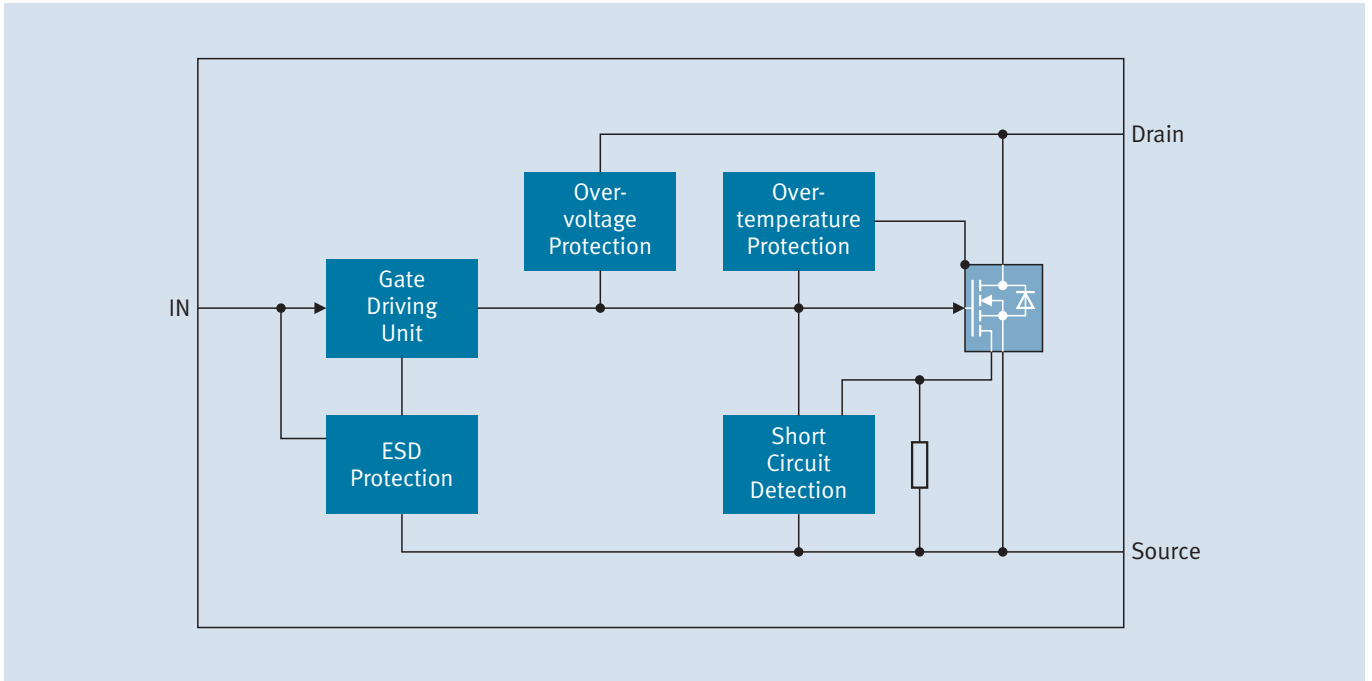 Drain
Over-
voltage
Protection
Over-
temperature
Protection
IN
Gate
Driving
Unit
ESD
Protection
Short
Circuit
Detection
Source